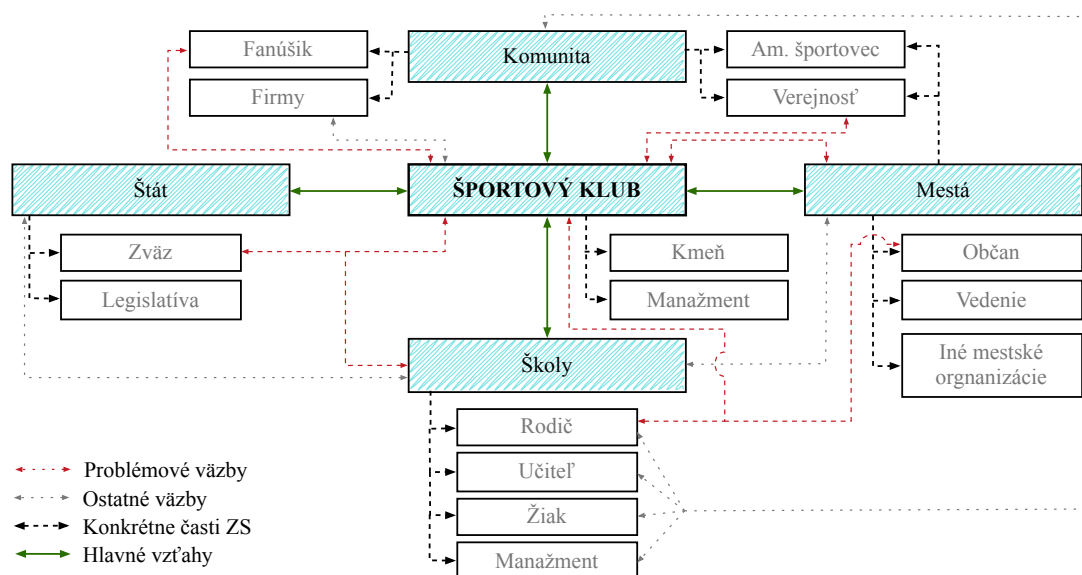 Fanúšik
Komunita
Am. športovec
Firmy
Verejnosť
Štát
ŠPORTOVÝ KLUB
Mestá
Zväz
Kmeň
Občan
Legislatíva
Manažment
Vedenie
Školy
Iné mestské
orgnanizácie
Rodič
Učiteľ
Žiak
Manažment
Problémové väzby
Ostatné väzby
Konkrétne časti ZS
Hlavné vzťahy